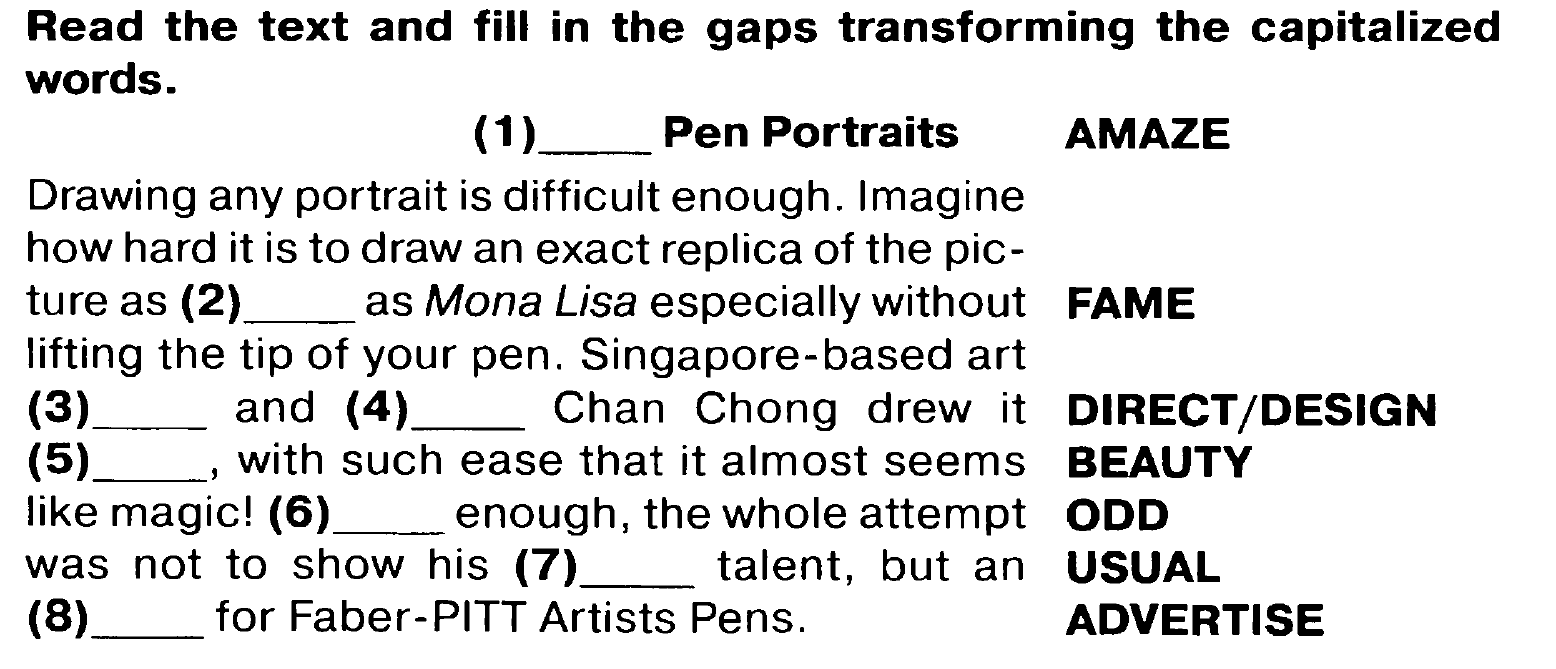 Read the text and fill in the gaps transforming the capitalized
words.
(1)_____ Pen Portraits AMAZE
Drawing any portrait is difficult enough. Imagine
how hard it is to draw an exact replica of the pic-
ture as (2)_____ as Mona Lisa especially without FAME
lifting the tip of your pen. Singapore-based art
(3)_____ and (4)_____ Chan Chong drew it DIRECT/DESIGN
(5)_____, with such ease that it almost seems BEAUTY
like magic! (6)_____ enough, the whole attempt ODD
was not to show his (7)_____ talent, but an USUAL
(8)_____ for Faber-PITT Artists Pens. ADVERTISE